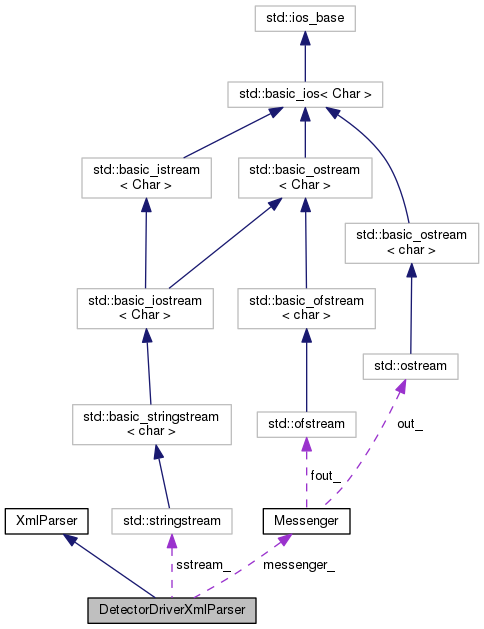 std::ios_base
std::basic_ios< Char >
std::basic_istream
< Char >
std::basic_ostream
< Char >
std::basic_ostream
< char >
std::basic_iostream
< Char >
std::basic_ofstream
< char >
std::ostream
std::basic_stringstream
< char >
std::ofstream
out_
fout_
XmlParser
std::stringstream
Messenger
sstream_
messenger_
DetectorDriverXmlParser